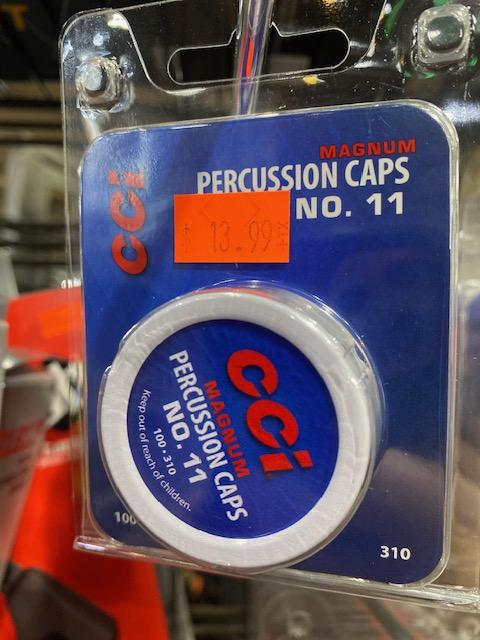 CCi
MAGNUM
PERCUSSION CAPS
NO. 11
$ 13.99
CCi
MAGNUM
PERCUSSION CAPS
NO. 11
100 • 310
Keep out of reach of children.
100
310